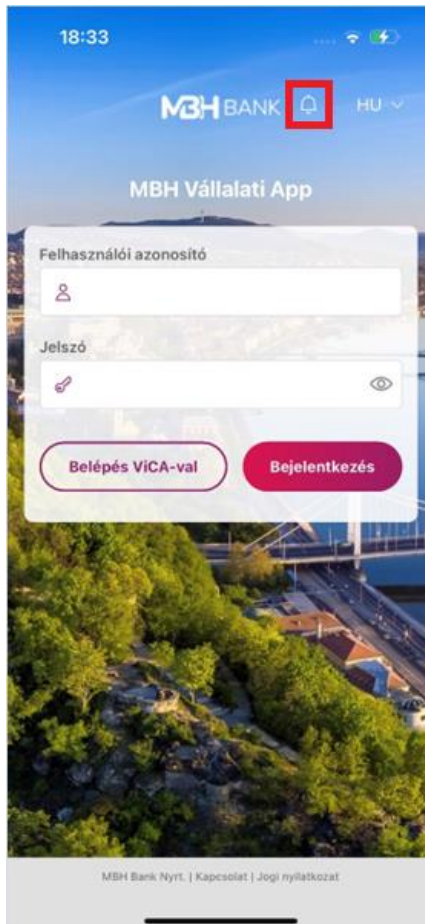 18:33
MBH BANK HU
MBH Vállalati App
Felhasználói azonosító
Jelszó
Belépés ViCA-val Bejelentkezés
MBH Bank Nyrt. | Kapcsolat | Jogi nyilatkozat